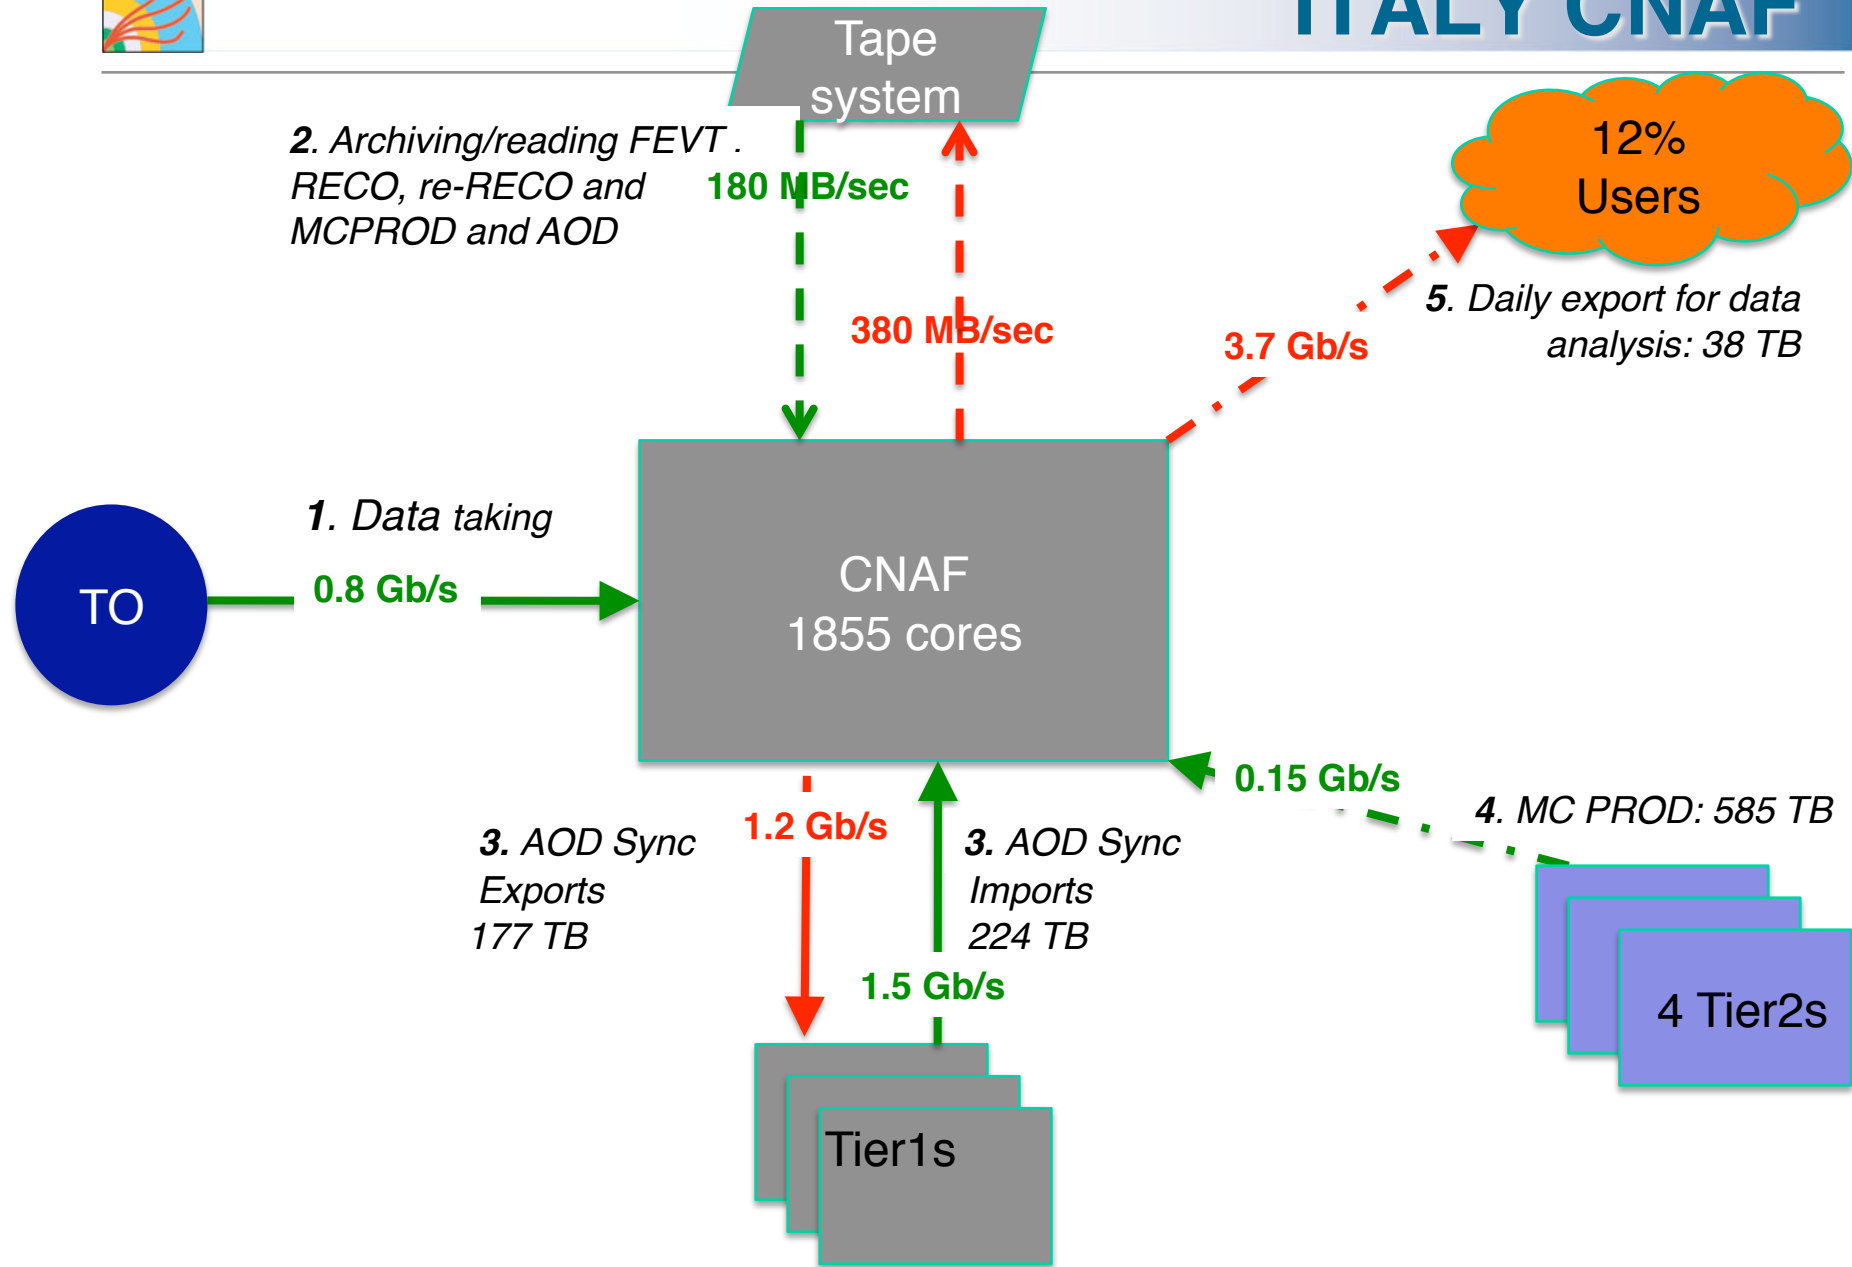 ITALY CNAF
Tape
system
2. Archiving/reading FEVT .
RECO, re-RECO and
MCPROD and AOD
180 MB/sec
380 MB/sec
12%
Users
5. Daily export for data
analysis: 38 TB
3.7 Gb/s
1. Data taking
0.8 Gb/s
TO
CNAF
1855 cores
0.15 Gb/s
4. MC PROD: 585 TB
1.2 Gb/s
3. AOD Sync
Exports
177 TB
3. AOD Sync
Imports
224 TB
1.5 Gb/s
4 Tier2s
Tier1s